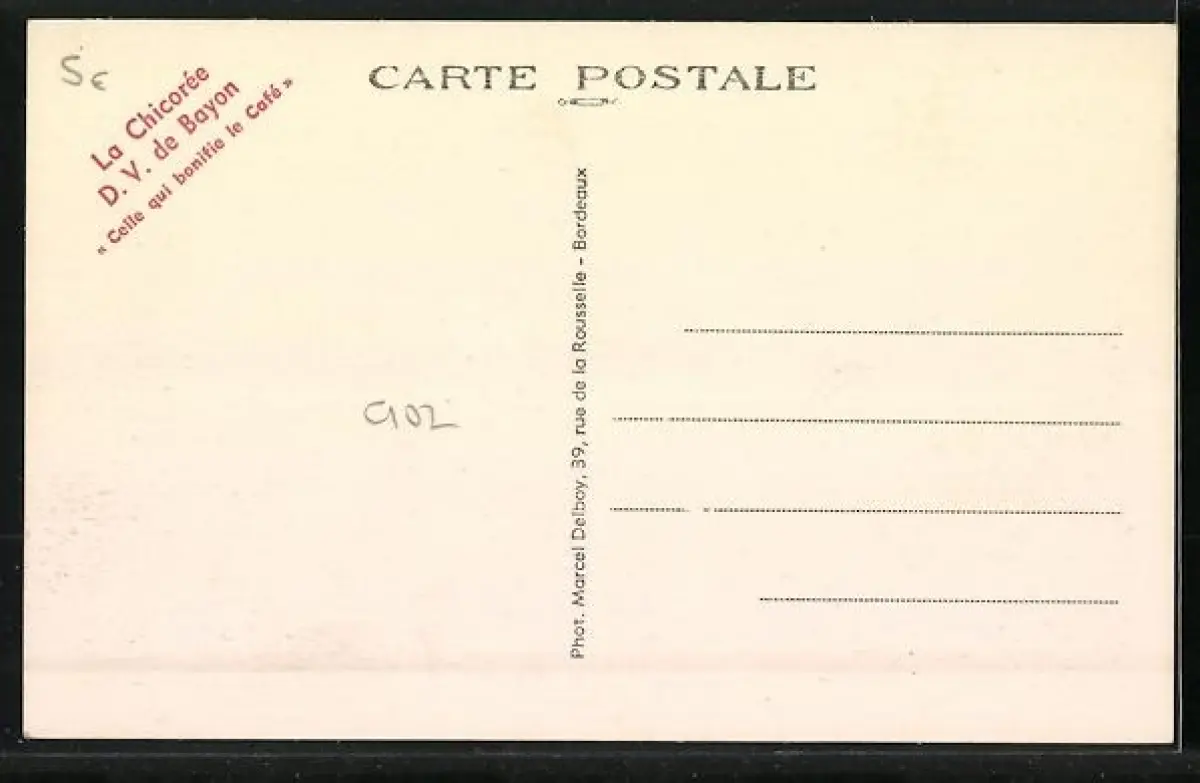 5 €
La Chicorée
D. V. de Bayon
« Celle qui bonifie le Café »
CARTE POSTALE
Phot. Marcel Delboy, 39, rue de la Rousselle - Bordeaux